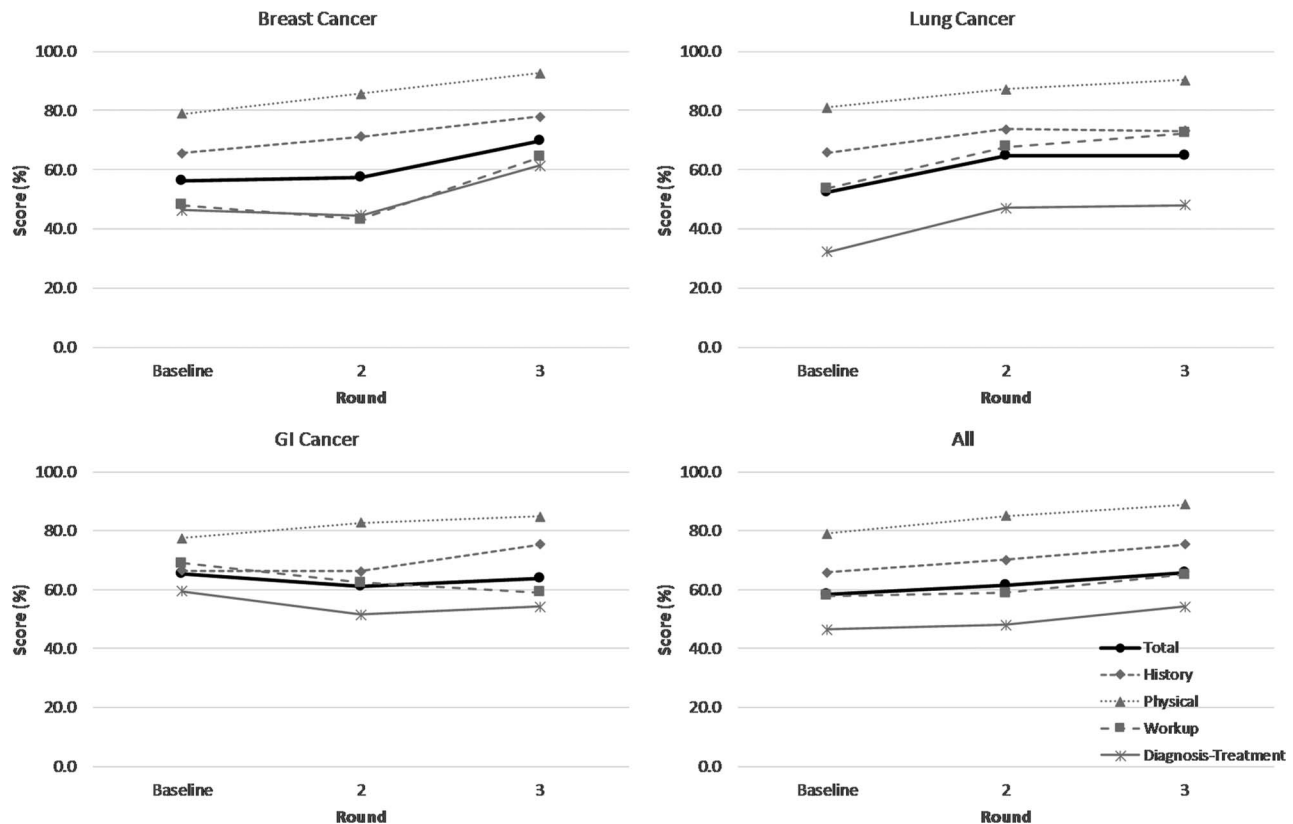 Breast Cancer
100.0
80.0
60.0
40.0
20.0
0.0
Score (%)
Baseline 2 3
Round
Lung Cancer
100.0
80.0
60.0
40.0
20.0
0.0
Score (%)
Baseline 2 3
Round
GI Cancer
100.0
80.0
60.0
40.0
20.0
0.0
Score (%)
Baseline 2 3
Round
All
100.0
80.0
60.0
40.0
20.0
0.0
Score (%)
Baseline 2 3
Round
Total
History
Physical
Workup
Diagnosis-Treatment